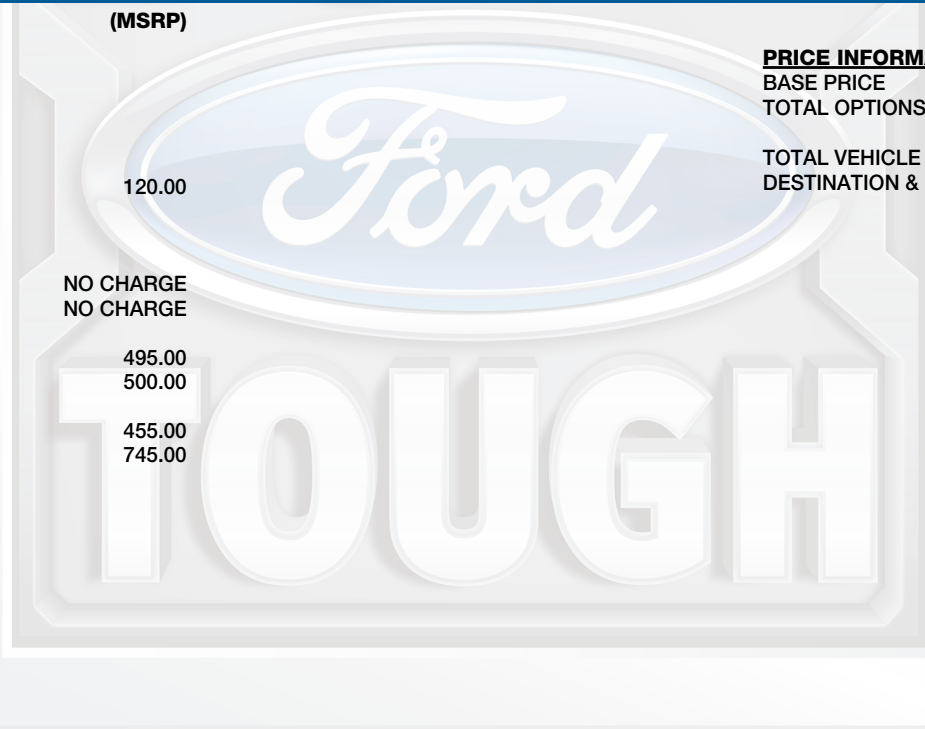 (MSRP)
120.00
NO CHARGE
NO CHARGE
495.00
500.00
455.00
745.00
PRICE INFORMA
BASE PRICE
TOTAL OPTIONS
TOTAL VEHICLE
DESTINATION &
Ford
TOUGH